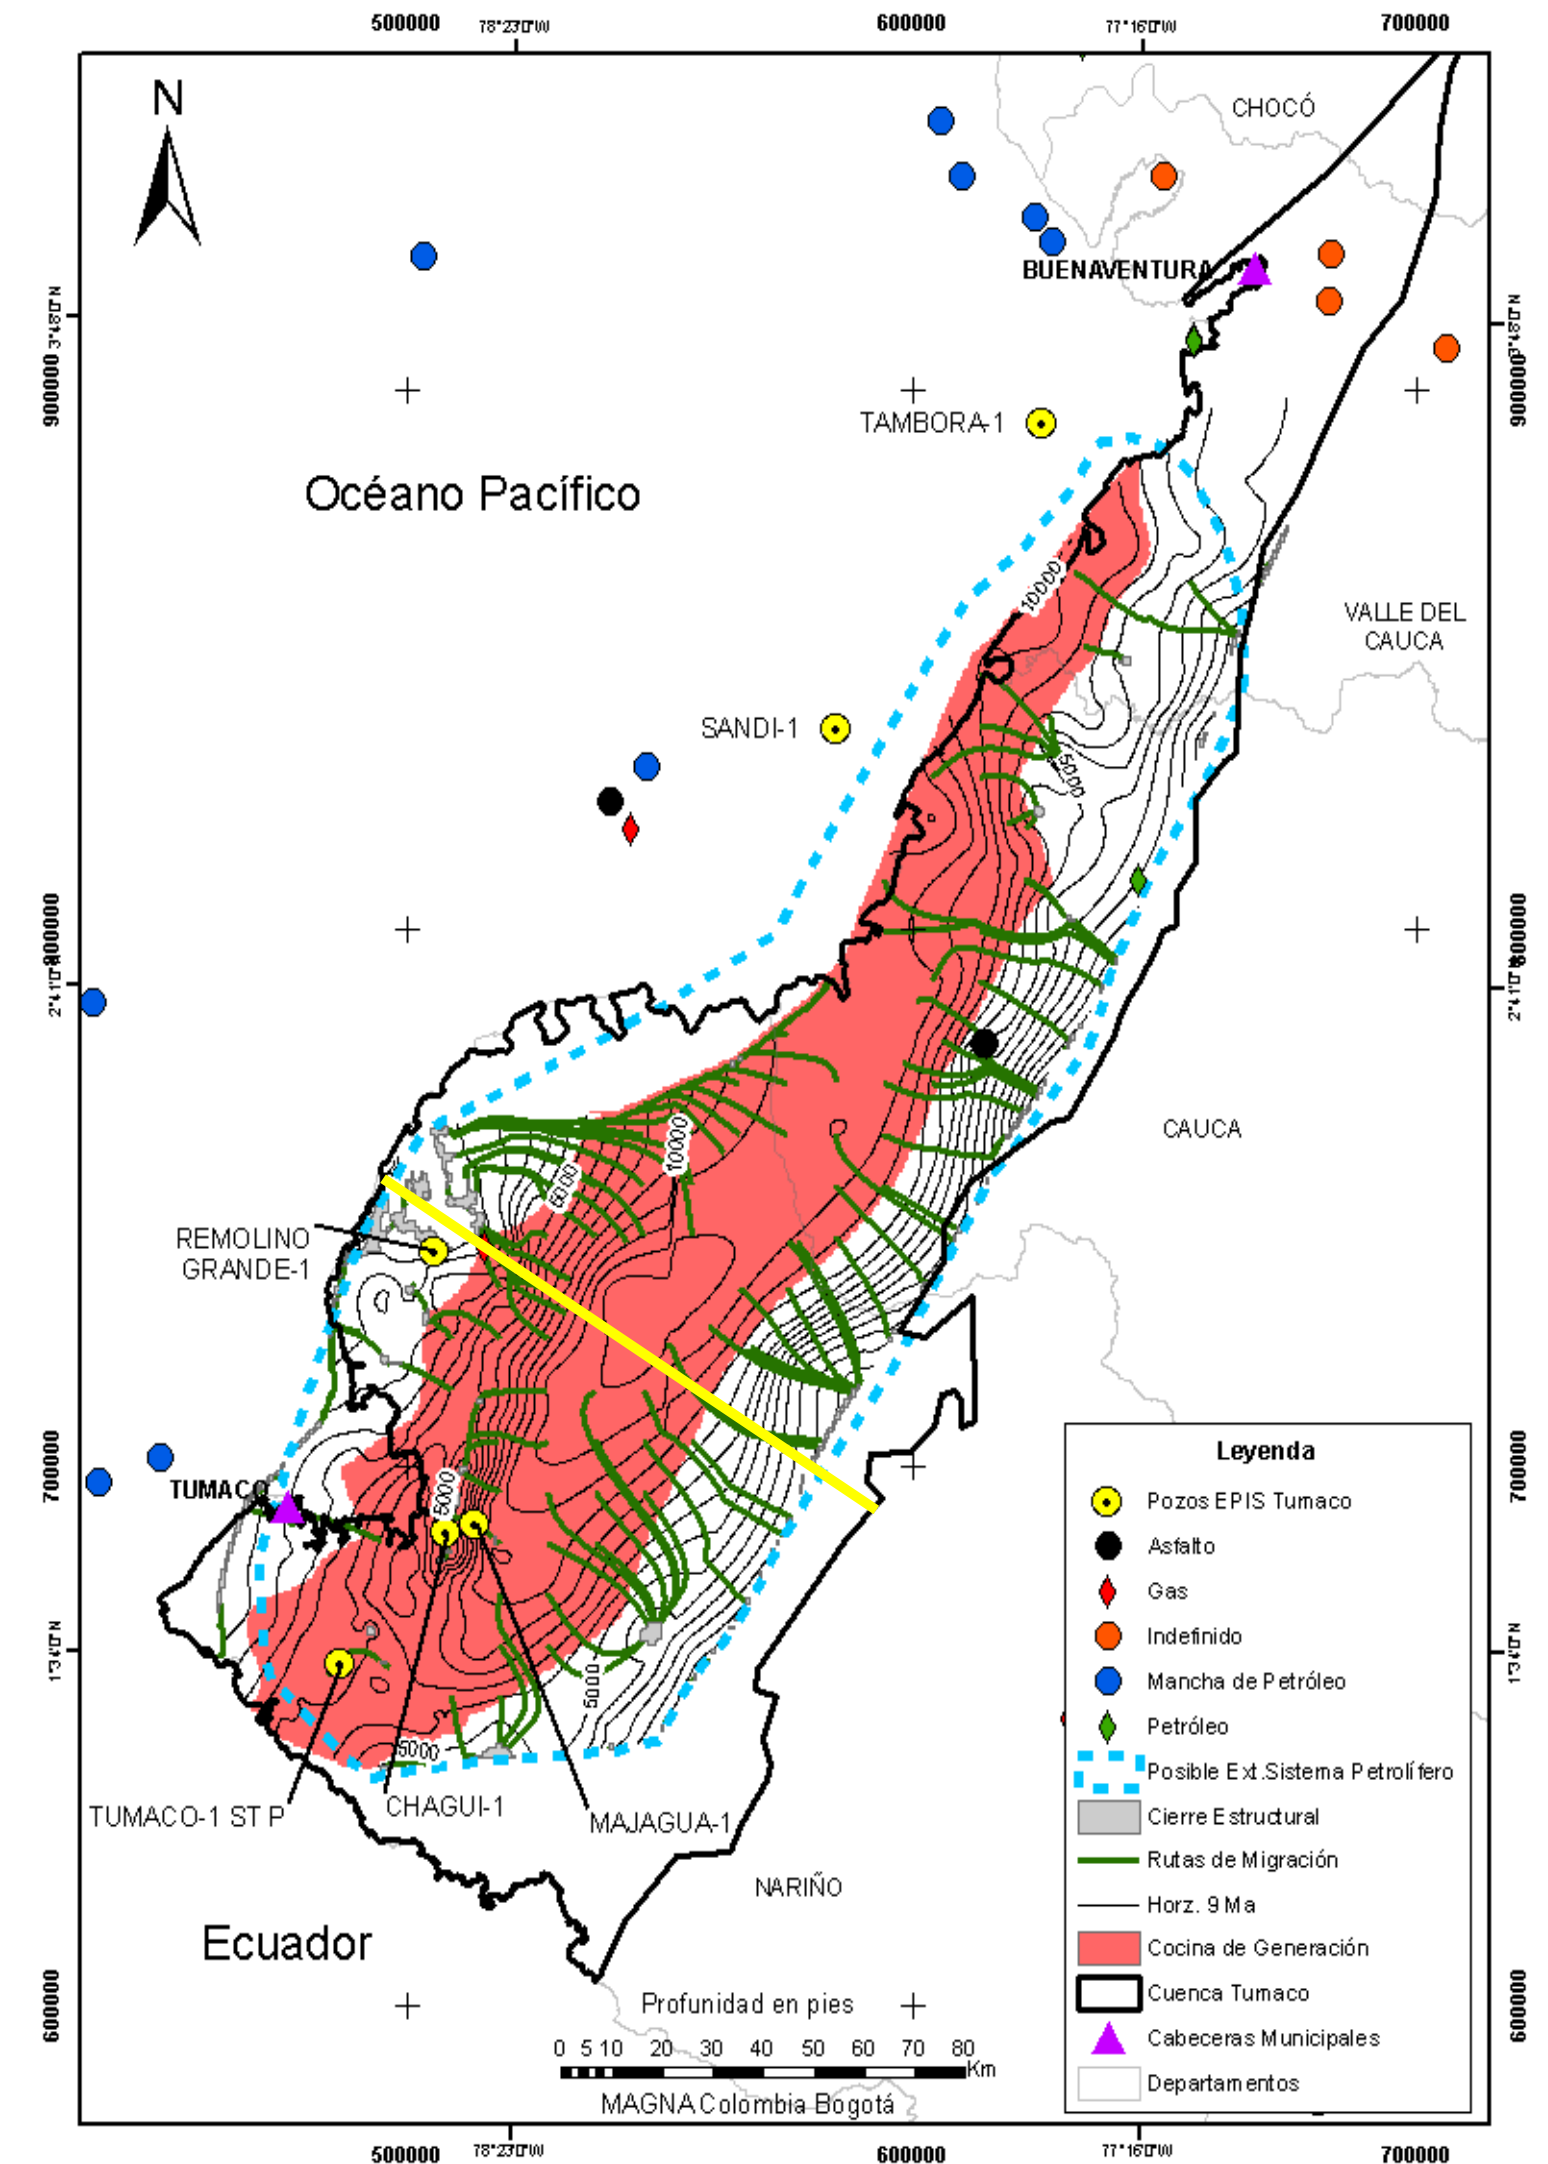 500000
78°23'0"W
600000
77°16'0"W
700000
N
CHOCÓ
BUENAVENTURA
3°48'0"N
3°48'0"N
900000
900000
TAMBORA-1
Océano Pacífico
10000
VALLE DEL
CAUCA
SANDI-1
5000
800000
800000
2°41'0"N
2°41'0"N
CAUCA
10000
REMOLINO
GRANDE-1
700000
700000
TUMACO
5000
1°34'0"N
1°34'0"N
5000
5000
TUMACO-1 ST P
CHAGUI-1
MAJAGUA-1
NARIÑO
Ecuador
600000
600000
Leyenda
Pozos EPIS Tumaco
Asfalto
Gas
Indefinido
Mancha de Petróleo
Petróleo
Posible Ext.Sistema Petrolífero
Cierre Estructural
Rutas de Migración
Horz. 9 Ma
Cocina de Generación
Cuenca Tumaco
Cabeceras Municipales
Departamentos
Profunidad en pies
0 5 10 20 30 40 50 60 70 80
Km
MAGNA Colombia Bogotá
500000
78°23'0"W
600000
77°16'0"W
700000